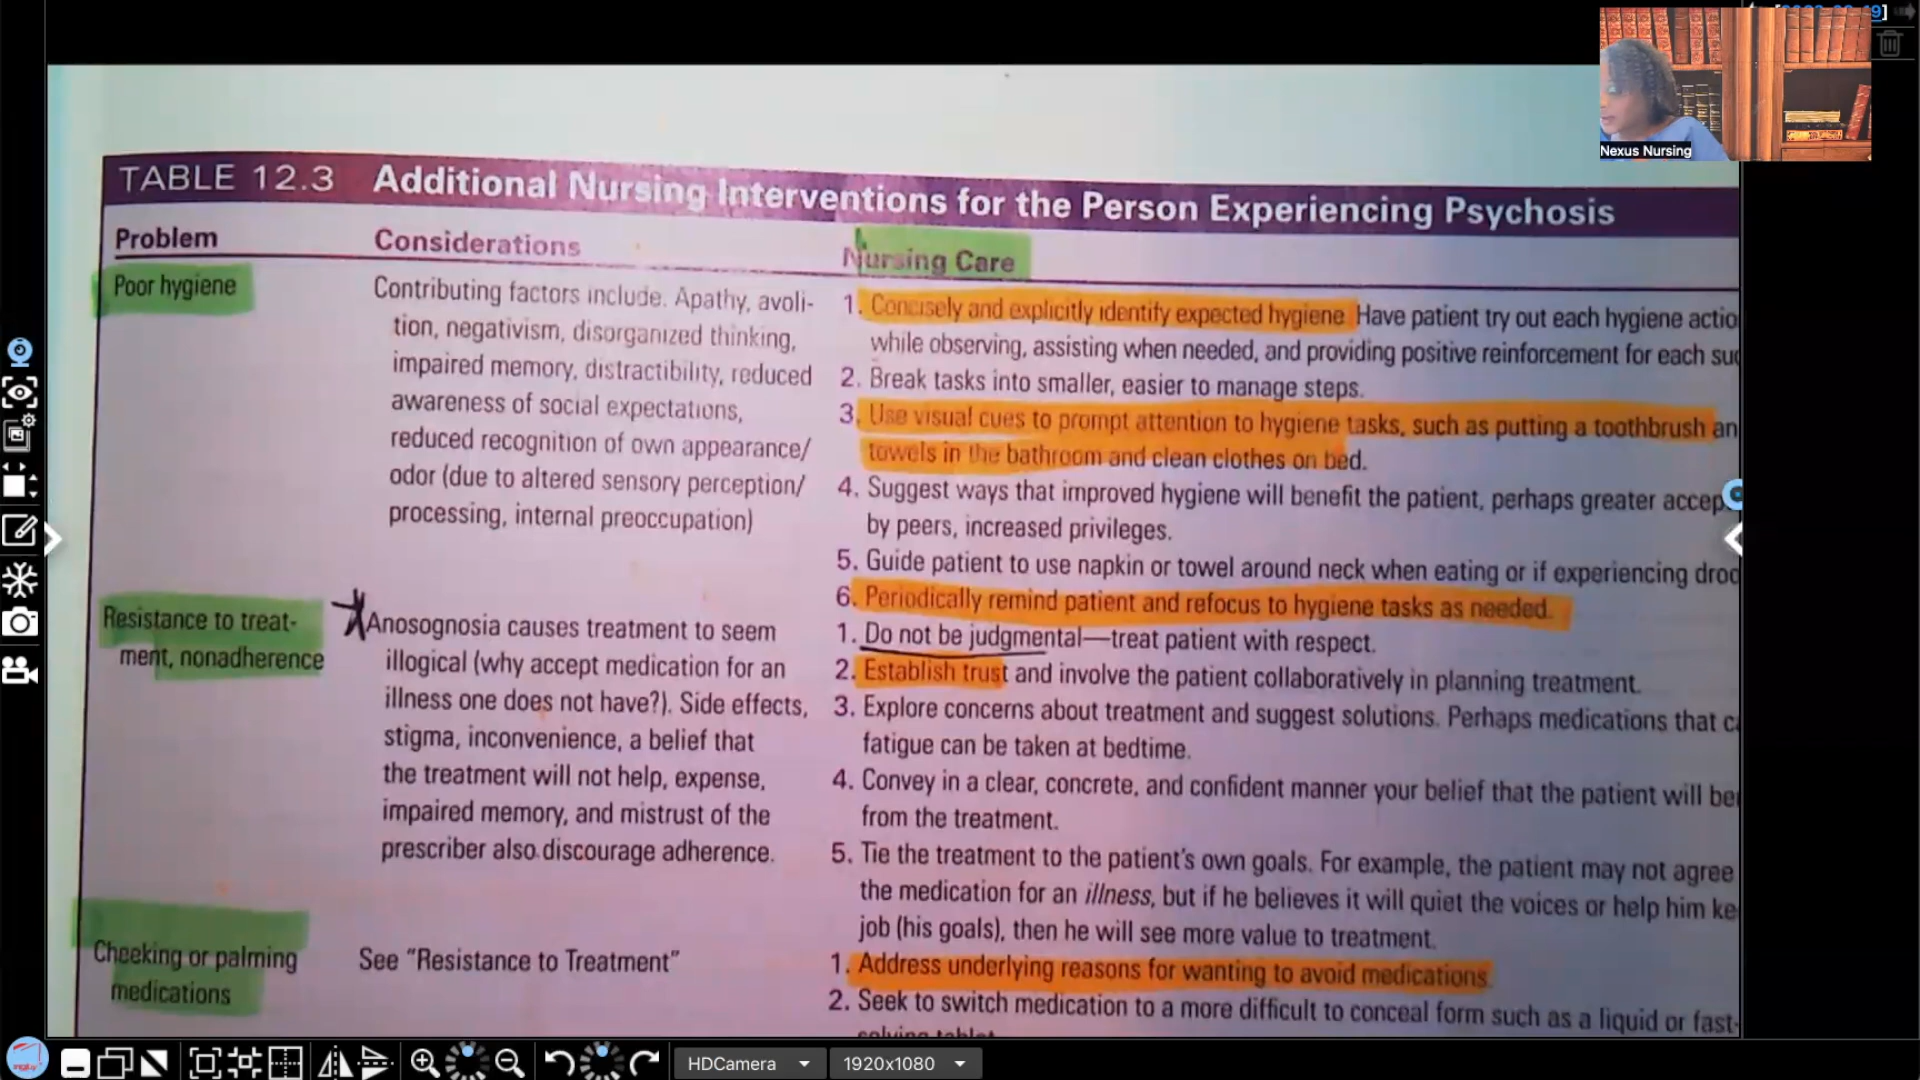 Nexus Nursing
TABLE 12.3 Additional Nursing Interventions for the Person Experiencing Psychosis
Problem Considerations Nursing Care
Poor hygiene
Contributing factors include. Apathy, avoli-
tion, negativism, disorganized thinking,
impaired memory, distractibility, reduced
awareness of social expectations,
reduced recognition of own appearance/
odor (due to altered sensory perception/
processing, internal preoccupation)
1. Concisely and explicitly identify expected hygiene. Have patient try out each hygiene actio
while observing, assisting when needed, and providing positive reinforcement for each su
2. Break tasks into smaller, easier to manage steps.
3. Use visual cues to prompt attention to hygiene tasks, such as putting a toothbrush an
towels in the bathroom and clean clothes on bed.
4. Suggest ways that improved hygiene will benefit the patient, perhaps greater accep
by peers, increased privileges.
5. Guide patient to use napkin or towel around neck when eating or if experiencing droo
6. Periodically remind patient and refocus to hygiene tasks as needed.
Resistance to treat-
ment, nonadherence
Anosognosia causes treatment to seem
illogical (why accept medication for an
illness one does not have?). Side effects,
stigma, inconvenience, a belief that
the treatment will not help, expense,
impaired memory, and mistrust of the
prescriber also discourage adherence.
1. Do not be judgmental—treat patient with respect.
2. Establish trust and involve the patient collaboratively in planning treatment.
3. Explore concerns about treatment and suggest solutions. Perhaps medications that ca
fatigue can be taken at bedtime.
4. Convey in a clear, concrete, and confident manner your belief that the patient will be
from the treatment.
5. Tie the treatment to the patient's own goals. For example, the patient may not agree
the medication for an illness, but if he believes it will quiet the voices or help him ke
job (his goals), then he will see more value to treatment.
Cheeking or palming
medications
See "Resistance to Treatment"
1. Address underlying reasons for wanting to avoid medications.
2. Seek to switch medication to a more difficult to conceal form such as a liquid or fast-
HDCamera 1920x1080